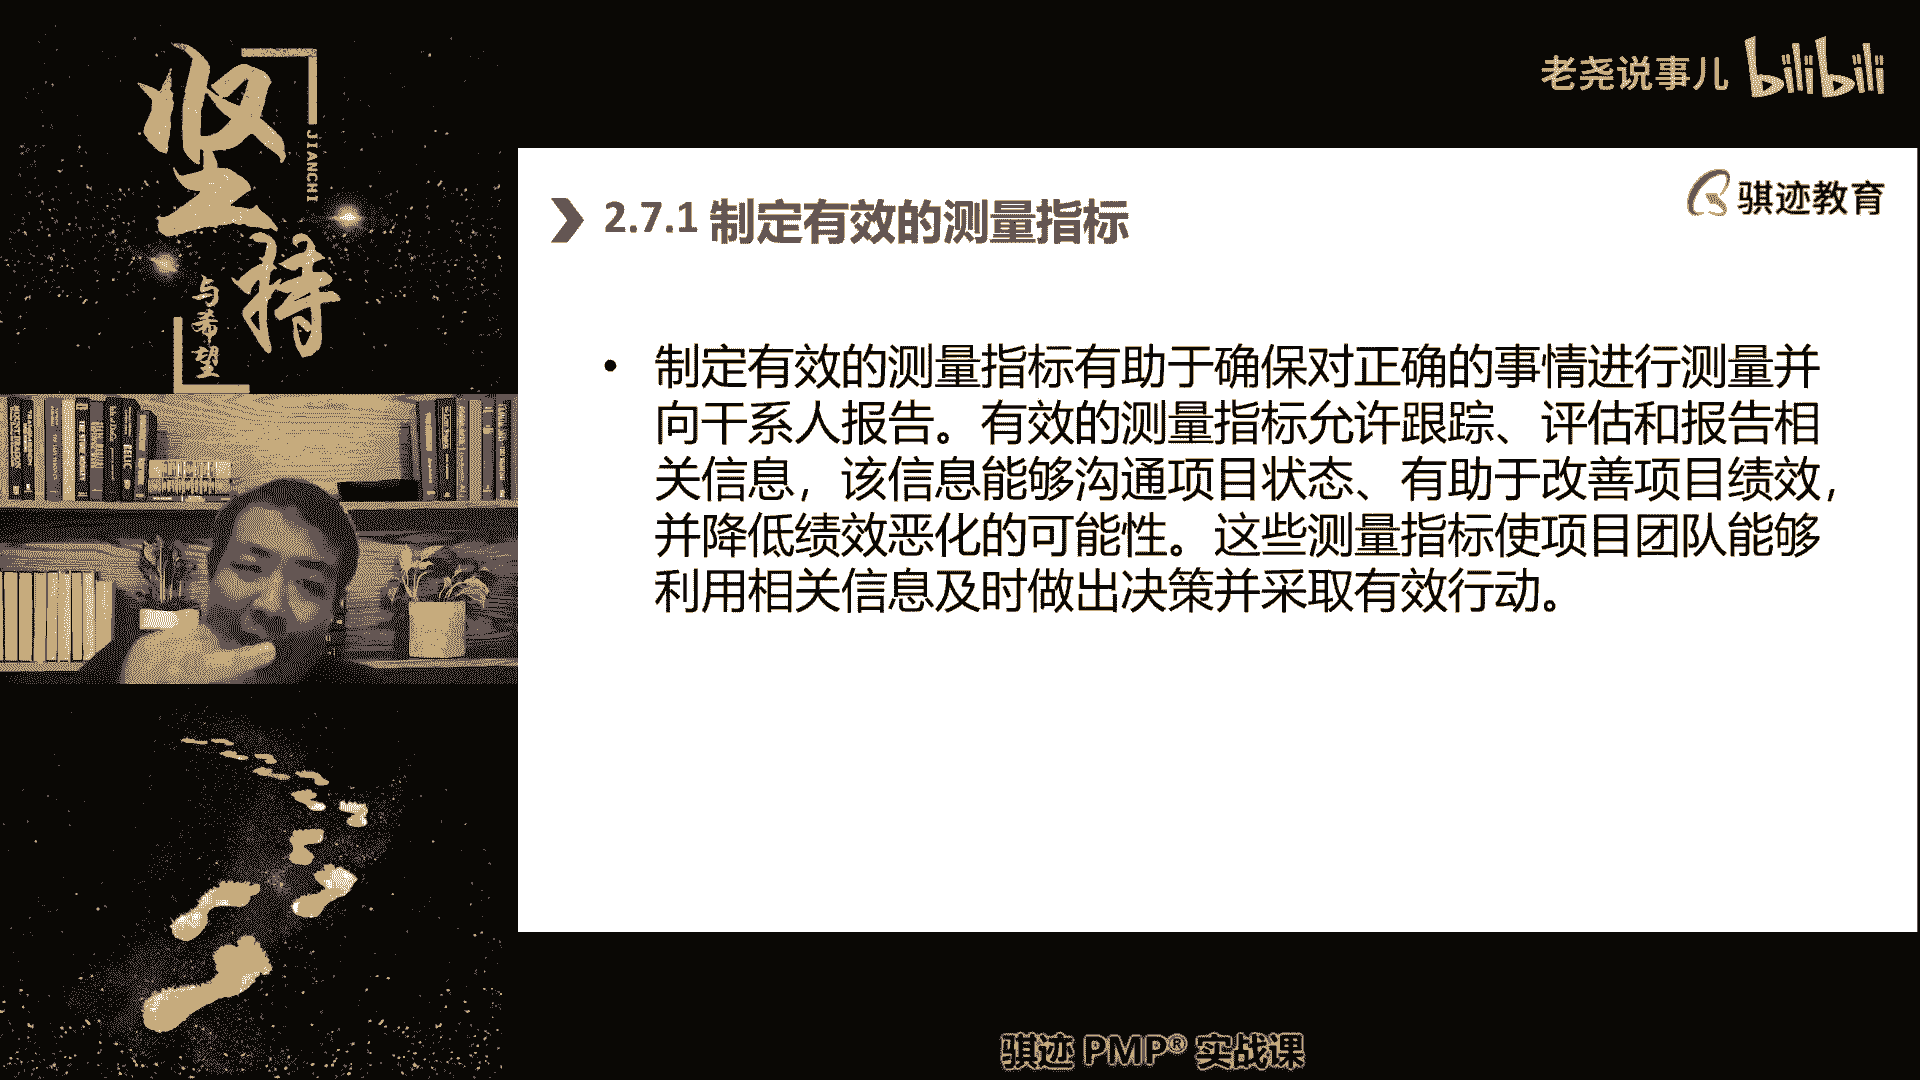 坚持
JIANCHI
与希望
老尧说事儿 bilibili
骐迹教育
2.7.1 制定有效的测量指标
• 制定有效的测量指标有助于确保对正确的事情进行测量并
向干系人报告。有效的测量指标允许跟踪、评估和报告相
关信息，该信息能够沟通项目状态、有助于改善项目绩效，
并降低绩效恶化的可能性。这些测量指标使项目团队能够
利用相关信息及时做出决策并采取有效行动。
骐迹 PMP® 实战课